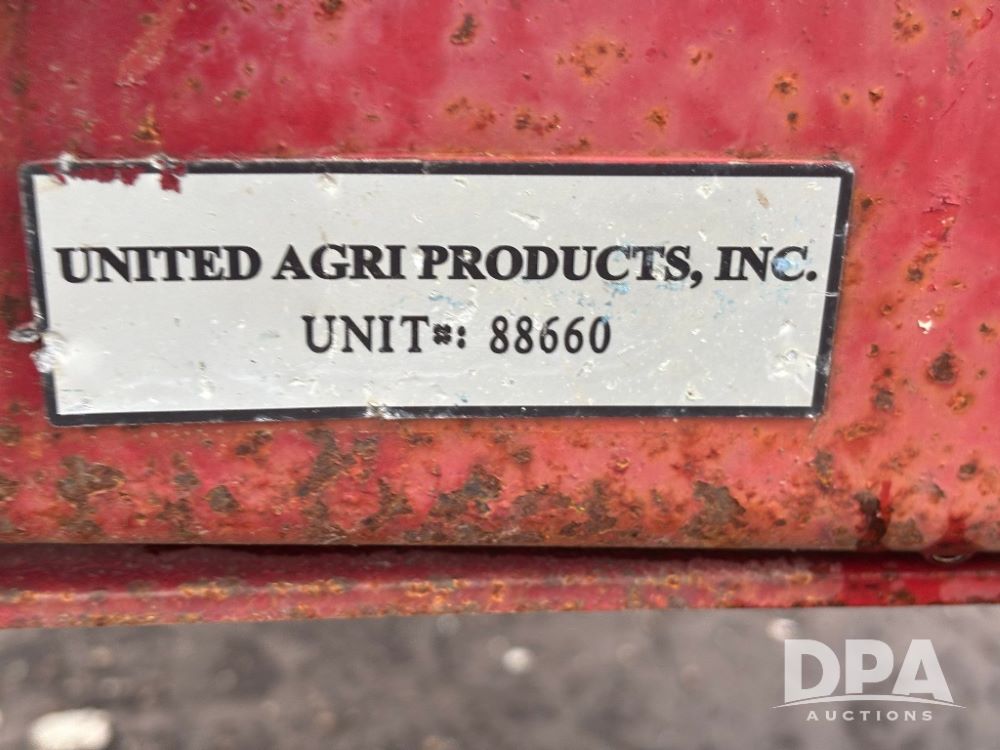 UNITED AGRI PRODUCTS, INC.
UNIT#: 88660
DPA
AUCTIONS